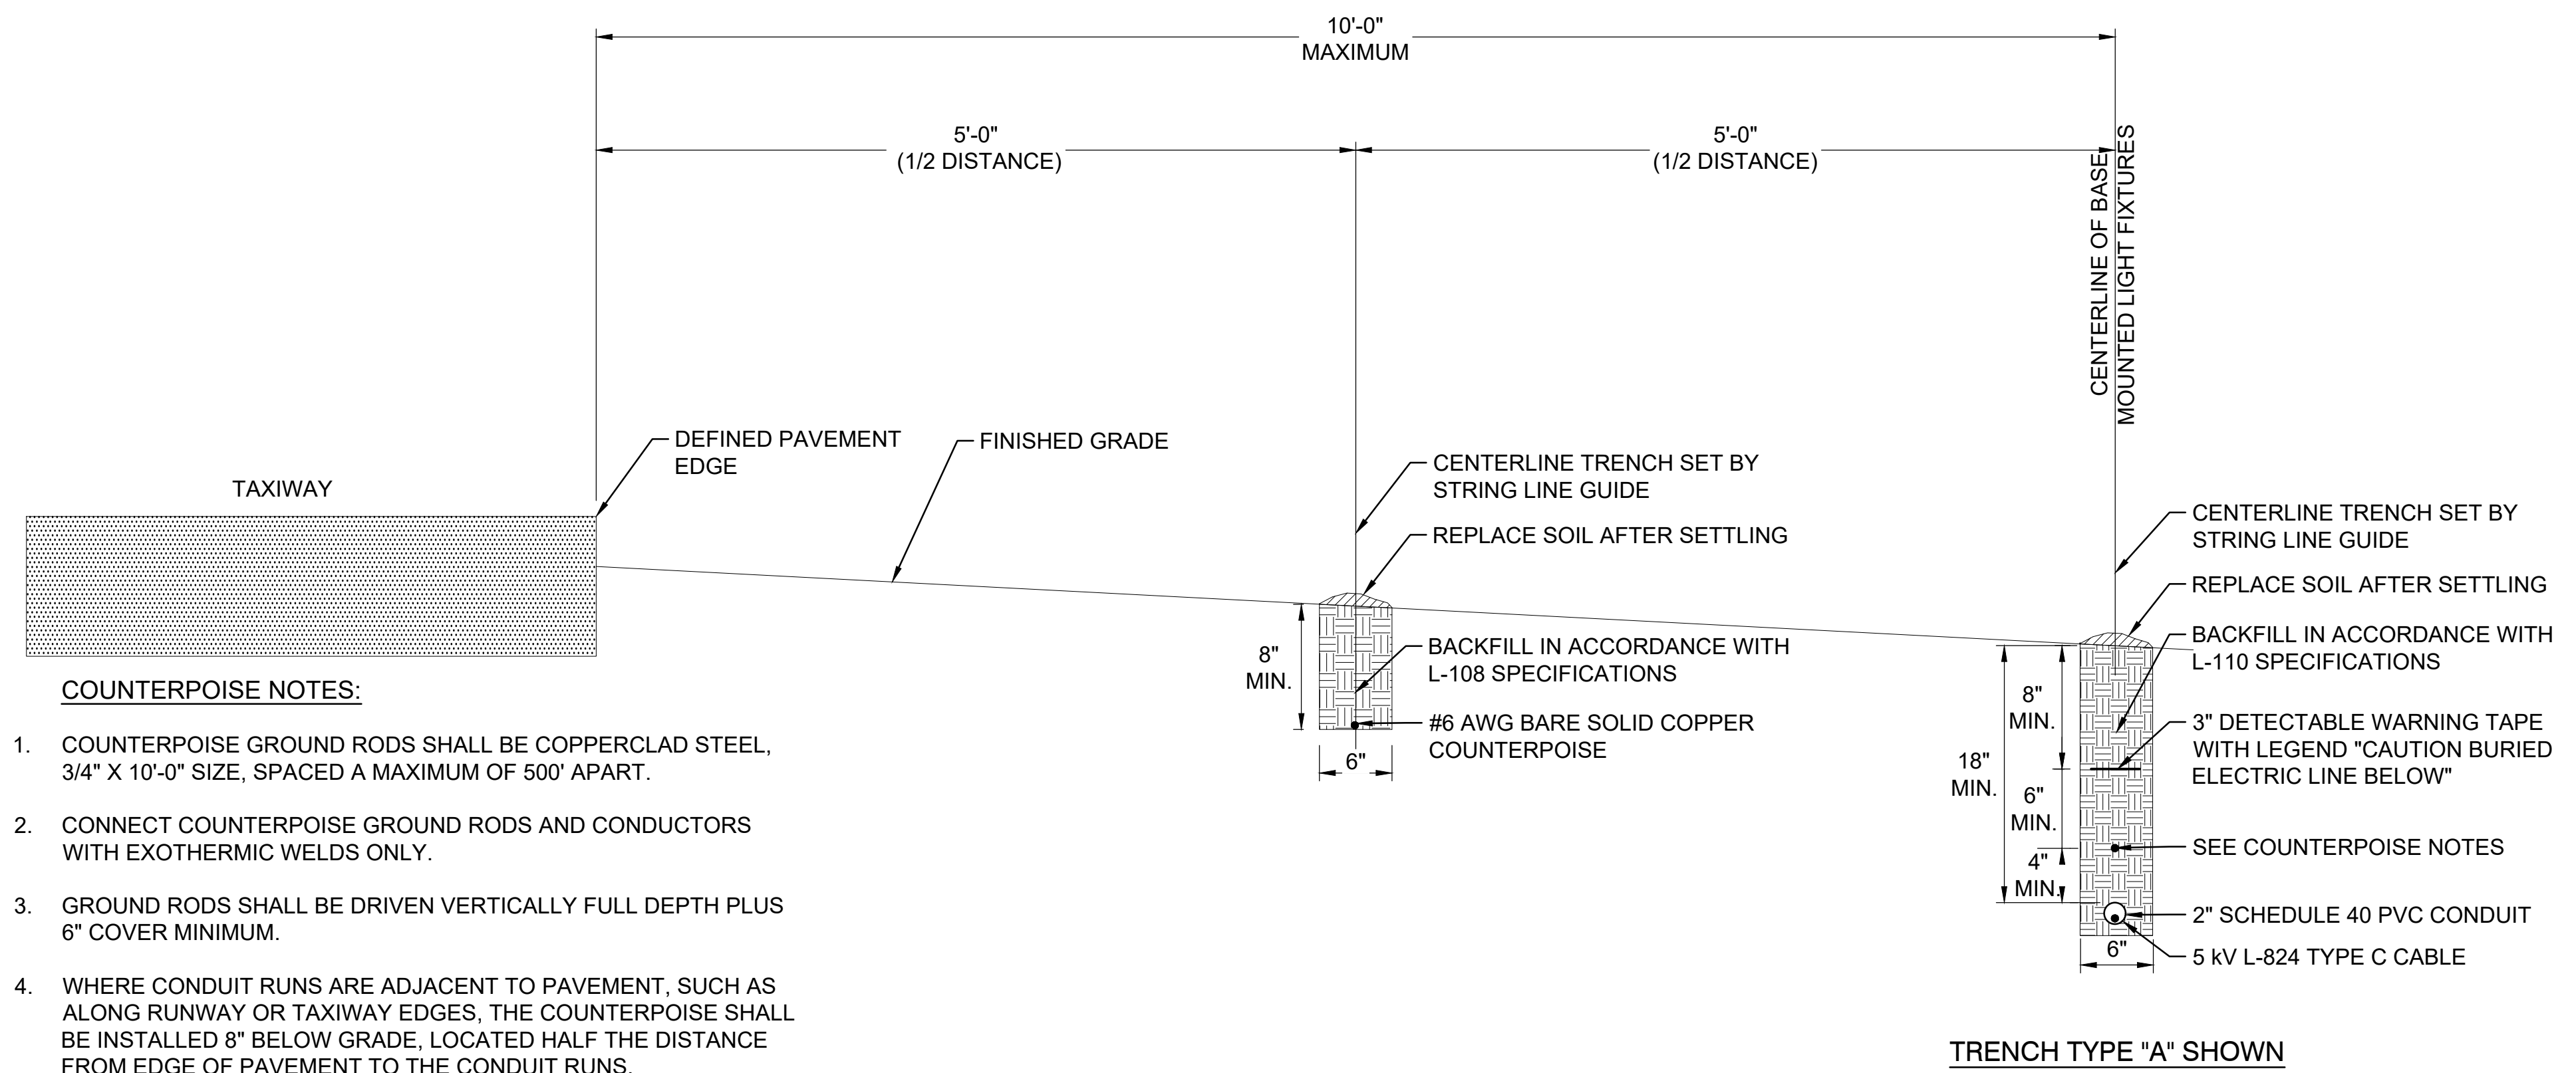 10'-0"
MAXIMUM
5'-0"
(1/2 DISTANCE)
5'-0"
(1/2 DISTANCE)
CENTERLINE OF BASE
MOUNTED LIGHT FIXTURES
DEFINED PAVEMENT
EDGE
FINISHED GRADE
TAXIWAY
CENTERLINE TRENCH SET BY
STRING LINE GUIDE
REPLACE SOIL AFTER SETTLING
8"
MIN.
BACKFILL IN ACCORDANCE WITH
L-108 SPECIFICATIONS
#6 AWG BARE SOLID COPPER
COUNTERPOISE
6"
CENTERLINE TRENCH SET BY
STRING LINE GUIDE
REPLACE SOIL AFTER SETTLING
BACKFILL IN ACCORDANCE WITH
L-110 SPECIFICATIONS
8"
MIN.
3" DETECTABLE WARNING TAPE
WITH LEGEND "CAUTION BURIED
ELECTRIC LINE BELOW"
18"
MIN.
6"
MIN.
SEE COUNTERPOISE NOTES
4"
MIN.
2" SCHEDULE 40 PVC CONDUIT
6"
5 kV L-824 TYPE C CABLE
TRENCH TYPE "A" SHOWN
COUNTERPOISE NOTES:
1. COUNTERPOISE GROUND RODS SHALL BE COPPERCLAD STEEL,
3/4" X 10'-0" SIZE, SPACED A MAXIMUM OF 500' APART.
2. CONNECT COUNTERPOISE GROUND RODS AND CONDUCTORS
WITH EXOTHERMIC WELDS ONLY.
3. GROUND RODS SHALL BE DRIVEN VERTICALLY FULL DEPTH PLUS
6" COVER MINIMUM.
4. WHERE CONDUIT RUNS ARE ADJACENT TO PAVEMENT, SUCH AS
ALONG RUNWAY OR TAXIWAY EDGES, THE COUNTERPOISE SHALL
BE INSTALLED 8" BELOW GRADE, LOCATED HALF THE DISTANCE
FROM EDGE OF PAVEMENT TO THE CONDUIT RUNS.